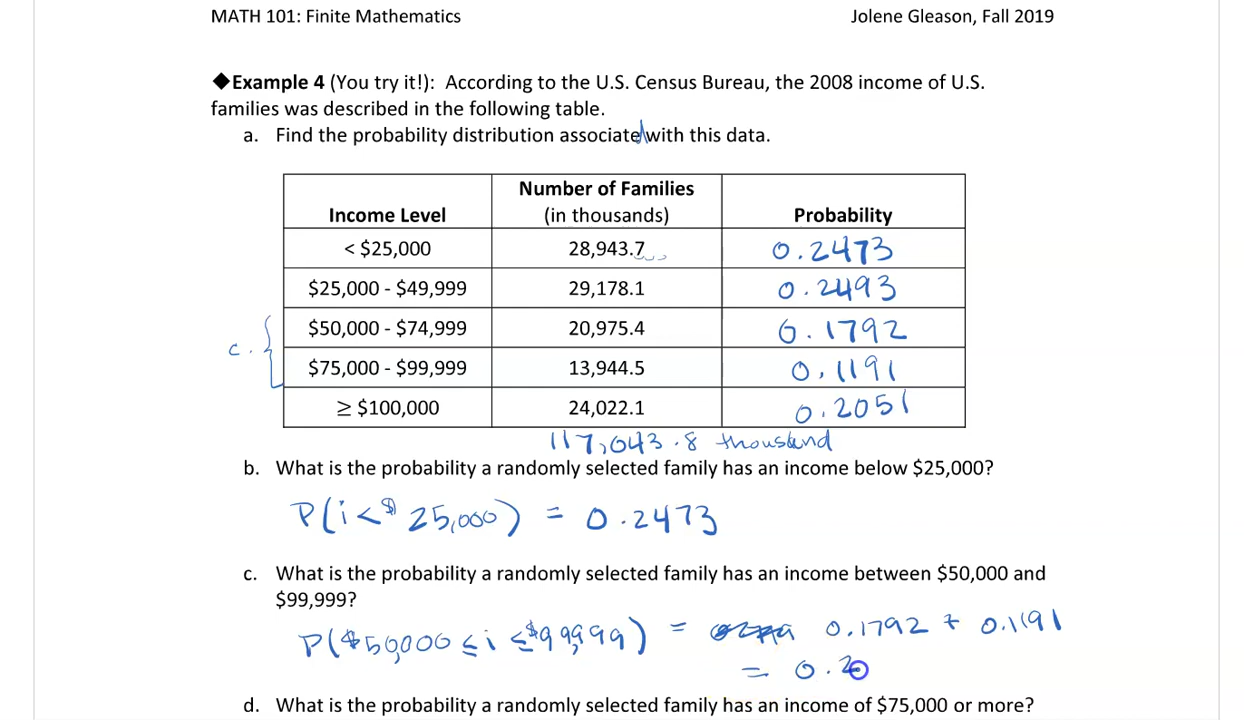 MATH 101: Finite Mathematics Jolene Gleason, Fall 2019
◆Example 4 (You try it!): According to the U.S. Census Bureau, the 2008 income of U.S.
families was described in the following table.
a. Find the probability distribution associate with this data.
Income Level Number of Families (in thousands) Probability
< $25,000 28,943.7 0.2473
$25,000 - $49,999 29,178.1 0.2493
c. $50,000 - $74,999 20,975.4 0.1792
$75,000 - $99,999 13,944.5 0.1191
≥ $100,000 24,022.1 0.2051
117,043.8 thousand
b. What is the probability a randomly selected family has an income below $25,000?
P(i < $25,000) = 0.2473
c. What is the probability a randomly selected family has an income between $50,000 and
$99,999?
P($50,000 ≤ i ≤ $99,999) = 0.1792 + 0.1191
= 0.2
d. What is the probability a randomly selected family has an income of $75,000 or more?